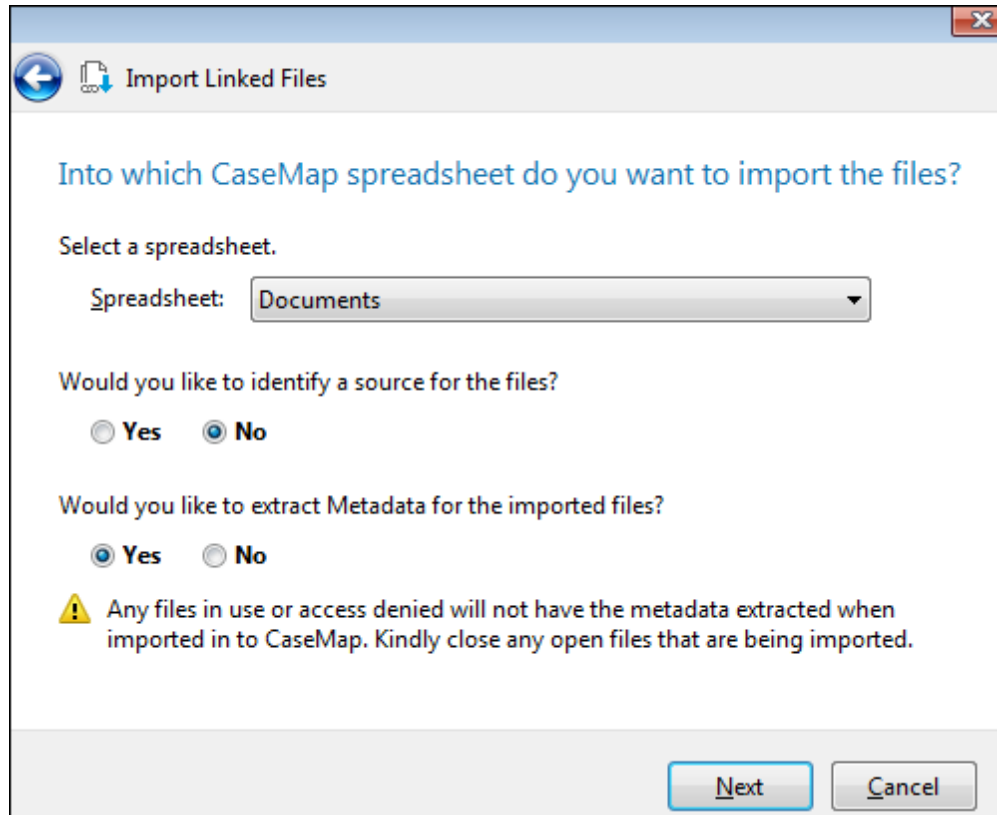 Import Linked Files
Into which CaseMap spreadsheet do you want to import the files?
Select a spreadsheet.
Spreadsheet: Documents
Would you like to identify a source for the files?
Yes No
Would you like to extract Metadata for the imported files?
Yes No
Any files in use or access denied will not have the metadata extracted when
imported in to CaseMap. Kindly close any open files that are being imported.
Next Cancel